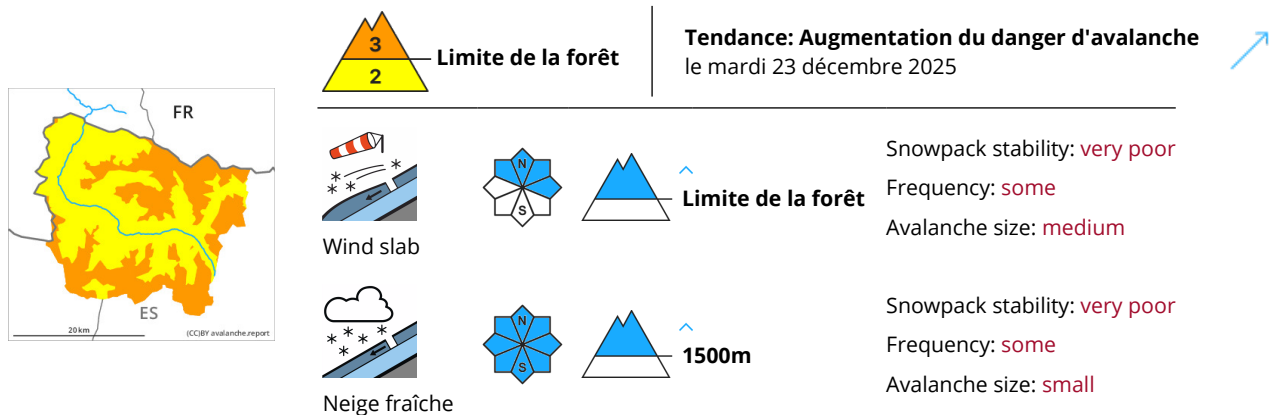 3
2
Limite de la forêt
Tendance: Augmentation du danger d'avalanche
le mardi 23 décembre 2025
FR
ES
20 km
(CC)BY avalanche.report
N
S
Limite de la forêt
Wind slab
Snowpack stability: very poor
Frequency: some
Avalanche size: medium
N
S
1500m
Neige fraîche
Snowpack stability: very poor
Frequency: some
Avalanche size: small